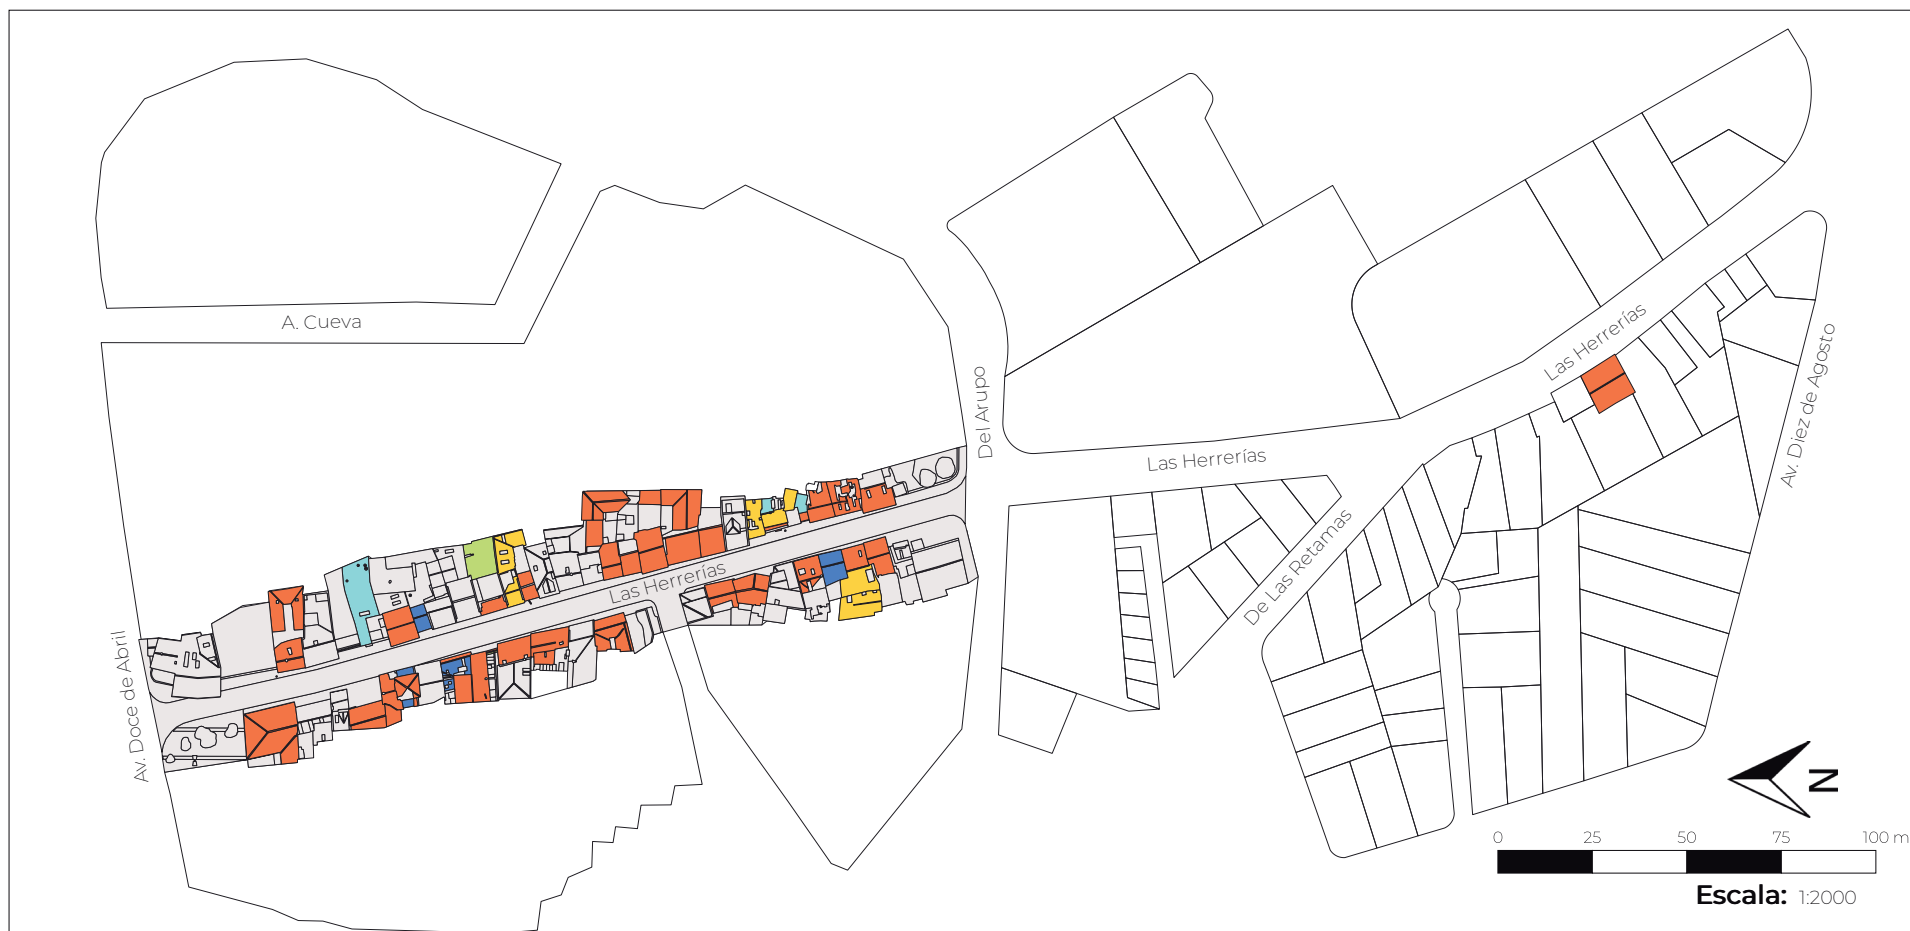 A. Cueva
Las Herrerías
Av. Diez de Agosto
Del Arupo
Las Herrerías
De Las Retamas
Las Herrerías
Av. Doce de Abril
N
0 25 50 75 100 m
Escala: 1:2000